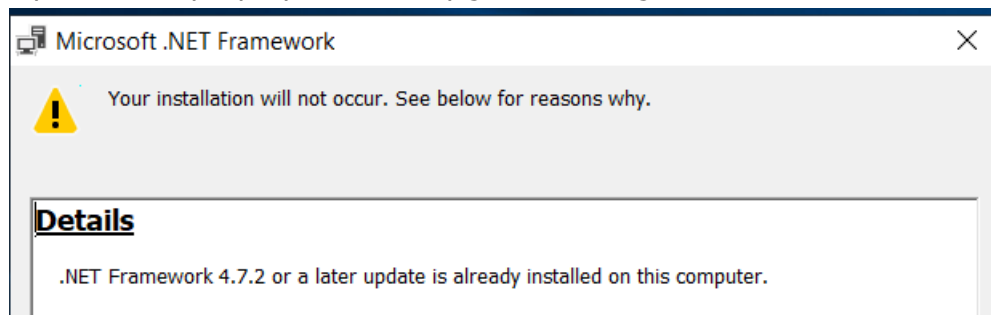 Microsoft .NET Framework
Your installation will not occur. See below for reasons why.
Details
.NET Framework 4.7.2 or a later update is already installed on this computer.